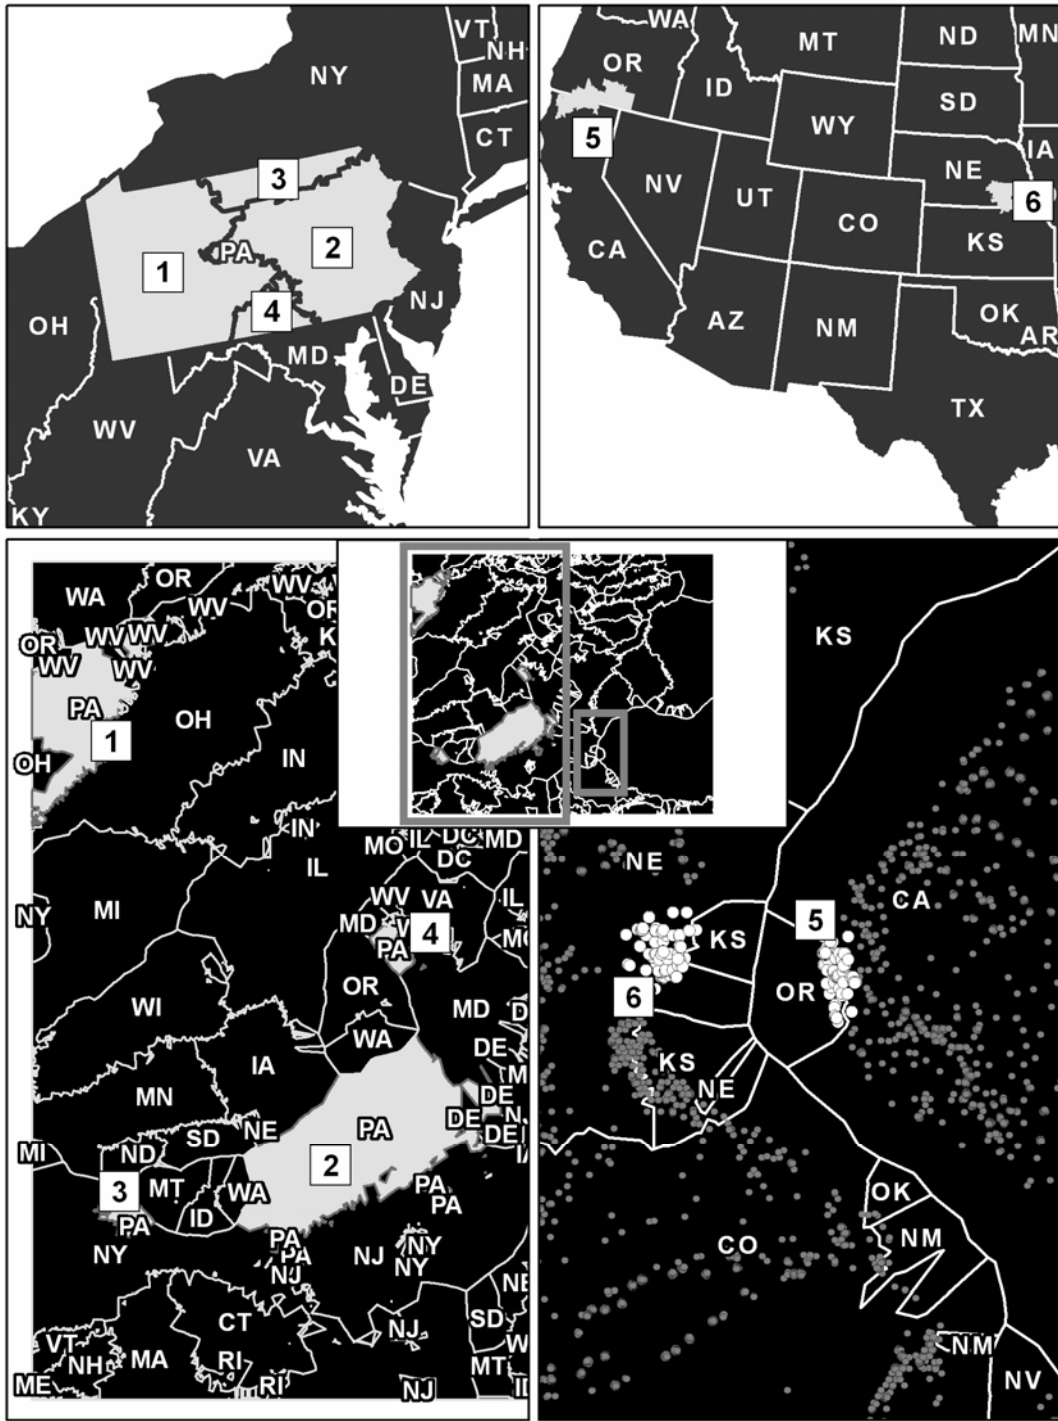 VT
NH
NY
MA
CT
3
2
PA
1
4
NJ
OH
MD
DE
WV
VA
KY
WA
MT
ND
MN
OR
ID
SD
WY
5
IA
NE
6
NV
UT
CO
KS
CA
AZ
NM
OK
AR
TX
OR
WA
WV
WV
WV
OR
WV
WV
PA
OH
1
IN
OH
IN
MO
IL
DC
MD
DC
IL
WV
VA
IL
NY
MI
MD
4
PA
OR
WI
MD
WA
DE
IA
MN
DE
DE
PA
DE
SD
NE
MI
ND
2
3
MT
WA
PA
PA
ID
PA
PA
NY
NJ
NY
NY
NJ
CT
SD
NJ
VT
MA
NH
RI
MT
ME
RI
NJ
KS
NE
CA
5
KS
6
OR
KS
NE
OK
CO
NM
NM
NV